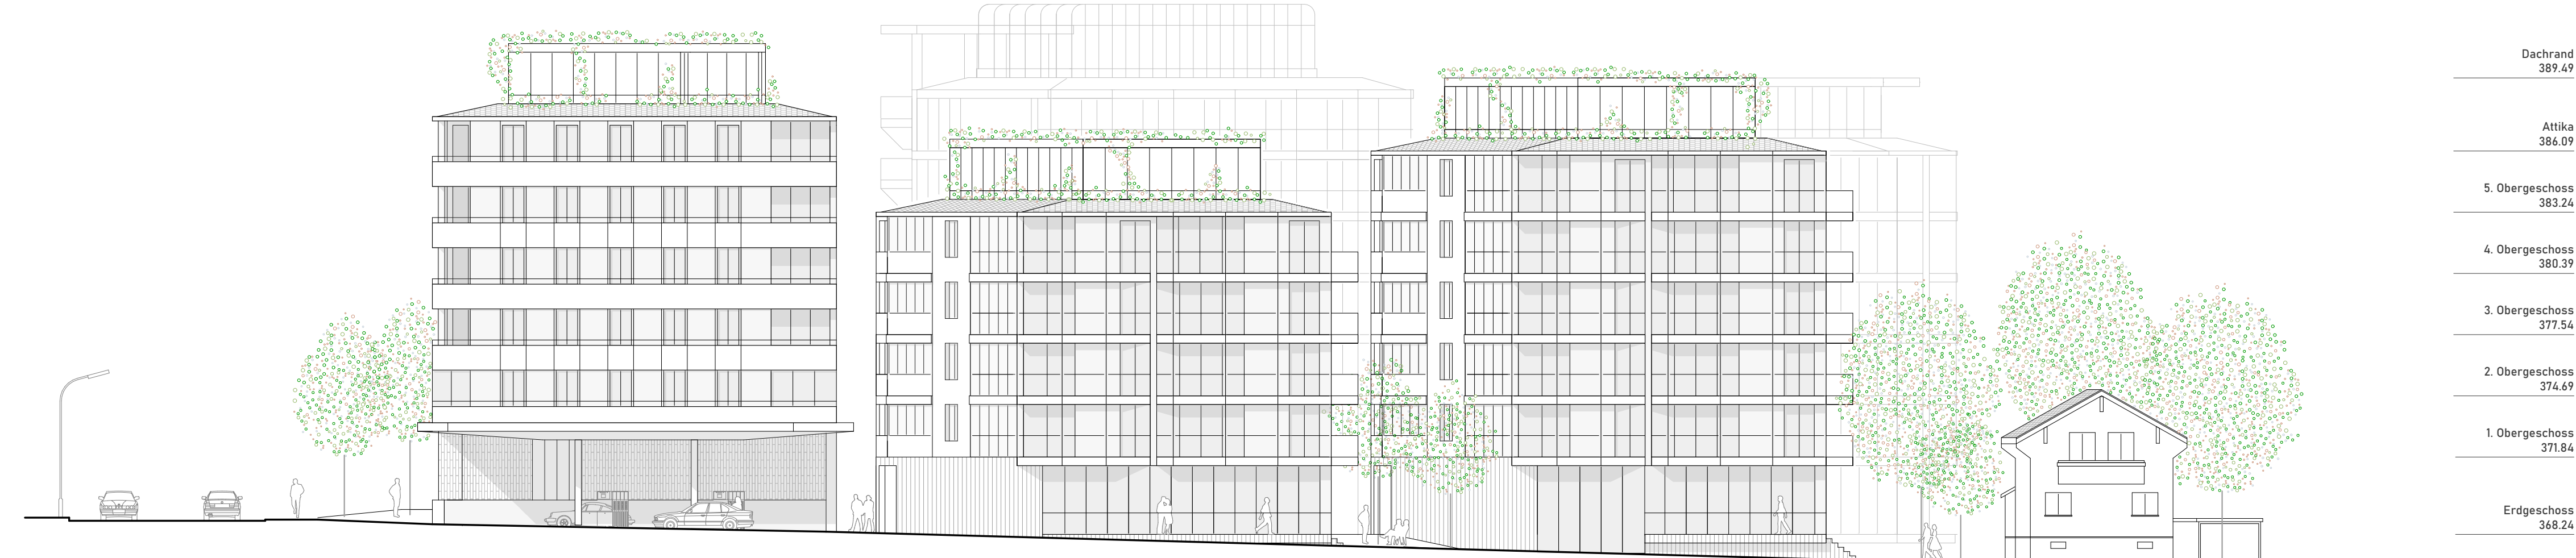 Dachrand
389.49
Attika
386.09
5. Obergeschoss
383.24
4. Obergeschoss
380.39
3. Obergeschoss
377.54
2. Obergeschoss
374.69
1. Obergeschoss
371.84
Erdgeschoss
368.24